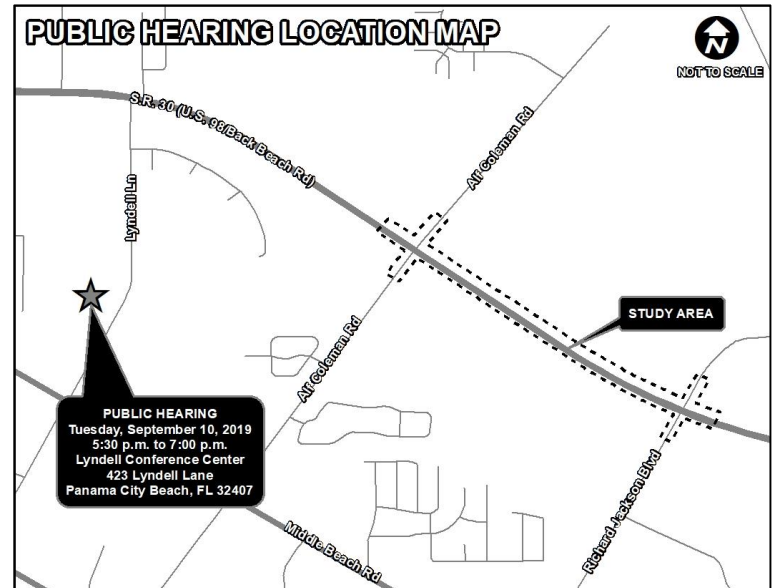 PUBLIC HEARING LOCATION MAP
N
NOT TO SCALE
S.R. 30 (U.S. 98/Back Beach Rd)
Alf Coleman Rd
Lyndell Ln
STUDY AREA
Alf Coleman Rd
PUBLIC HEARING
Tuesday, September 10, 2019
5:30 p.m. to 7:00 p.m.
Lyndell Conference Center
423 Lyndell Lane
Panama City Beach, FL 32407
Richard Jackson Blvd
Middle Beach Rd